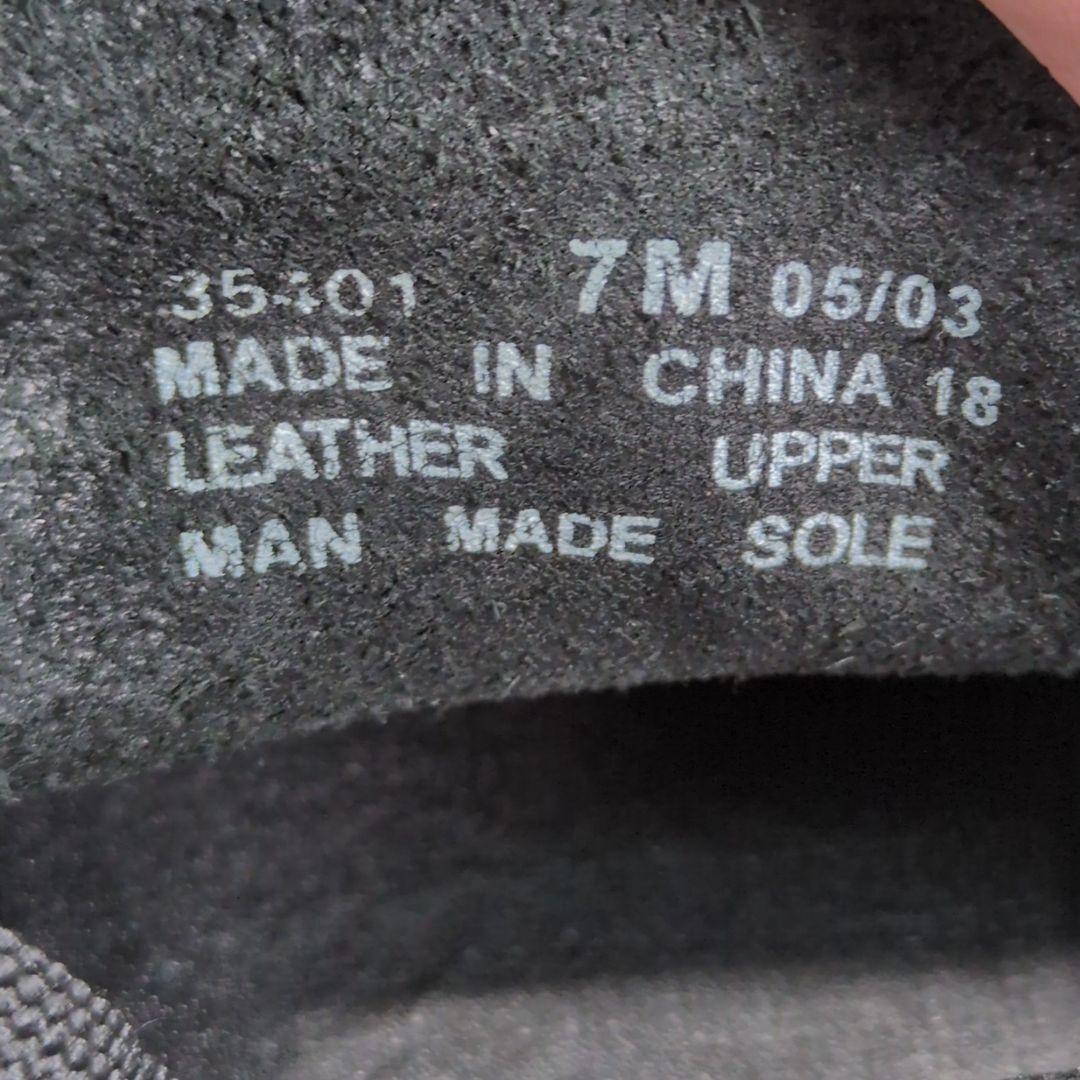 35401 7M 05/03
MADE IN CHINA 18
LEATHER UPPER
MAN MADE SOLE